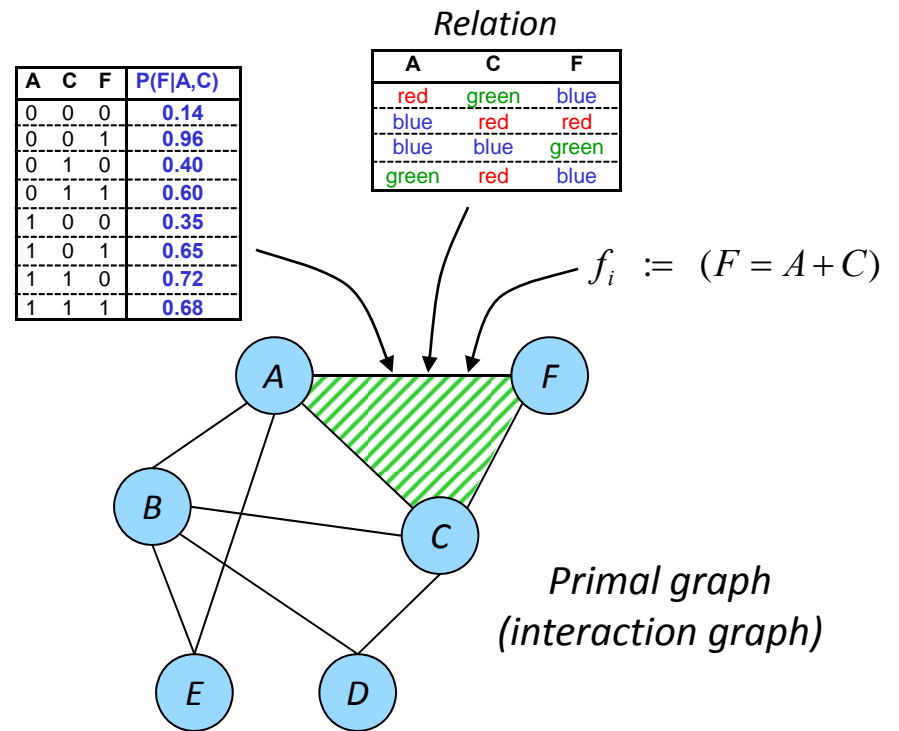 Relation
A C F
red green blue
blue red red
blue blue green
green red blue
A C F P(F|A,C)
0 0 0 0.14
0 0 1 0.96
0 1 0 0.40
0 1 1 0.60
1 0 0 0.35
1 0 1 0.65
1 1 0 0.72
1 1 1 0.68
f_i := (F = A + C)
A
F
B
C
Primal graph
(interaction graph)
E
D